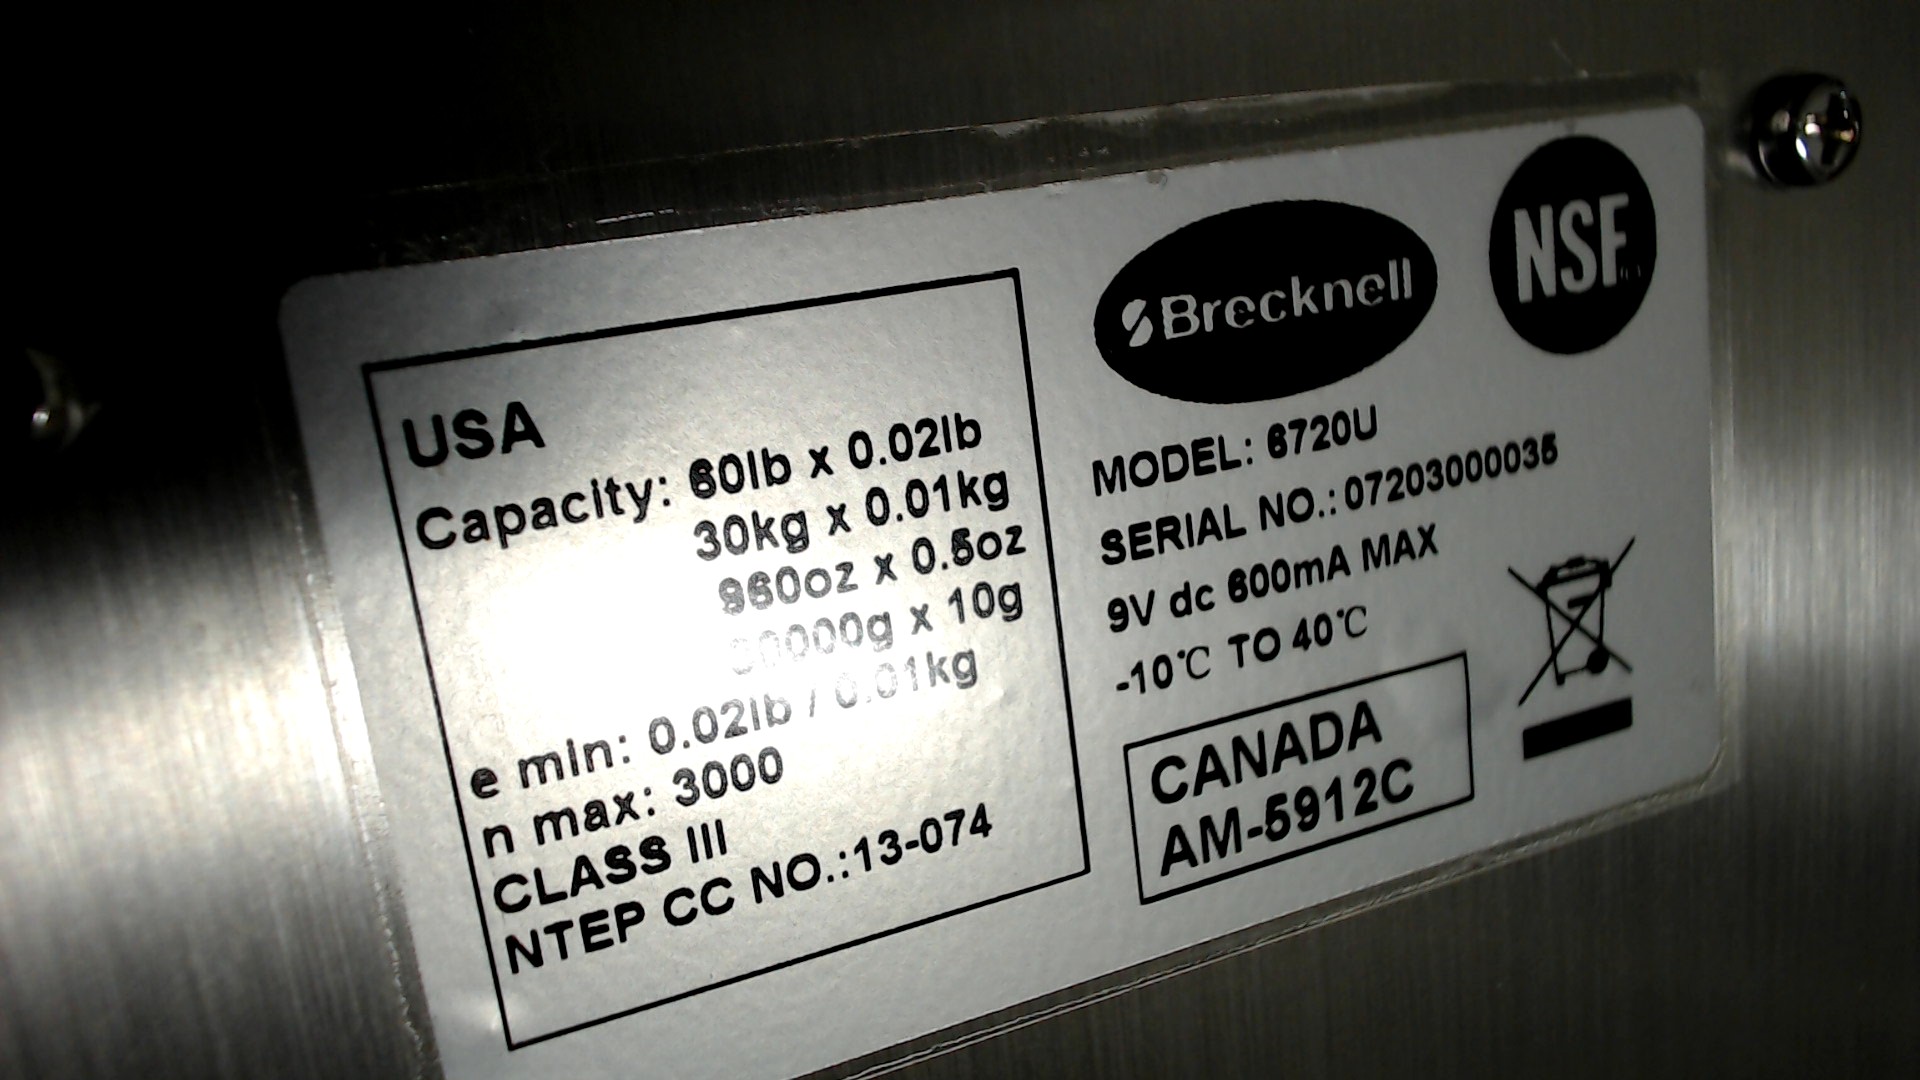 USA
Capacity: 60lb x 0.02lb
30kg x 0.01kg
960oz x 0.5oz
30000g x 10g
e min: 0.02lb / 0.01kg
n max: 3000
CLASS III
NTEP CC NO.:13-074
Brecknell
NSF
MODEL: 6720U
SERIAL NO.:07203000035
9V dc 600mA MAX
-10℃ TO 40℃
CANADA
AM-5912C